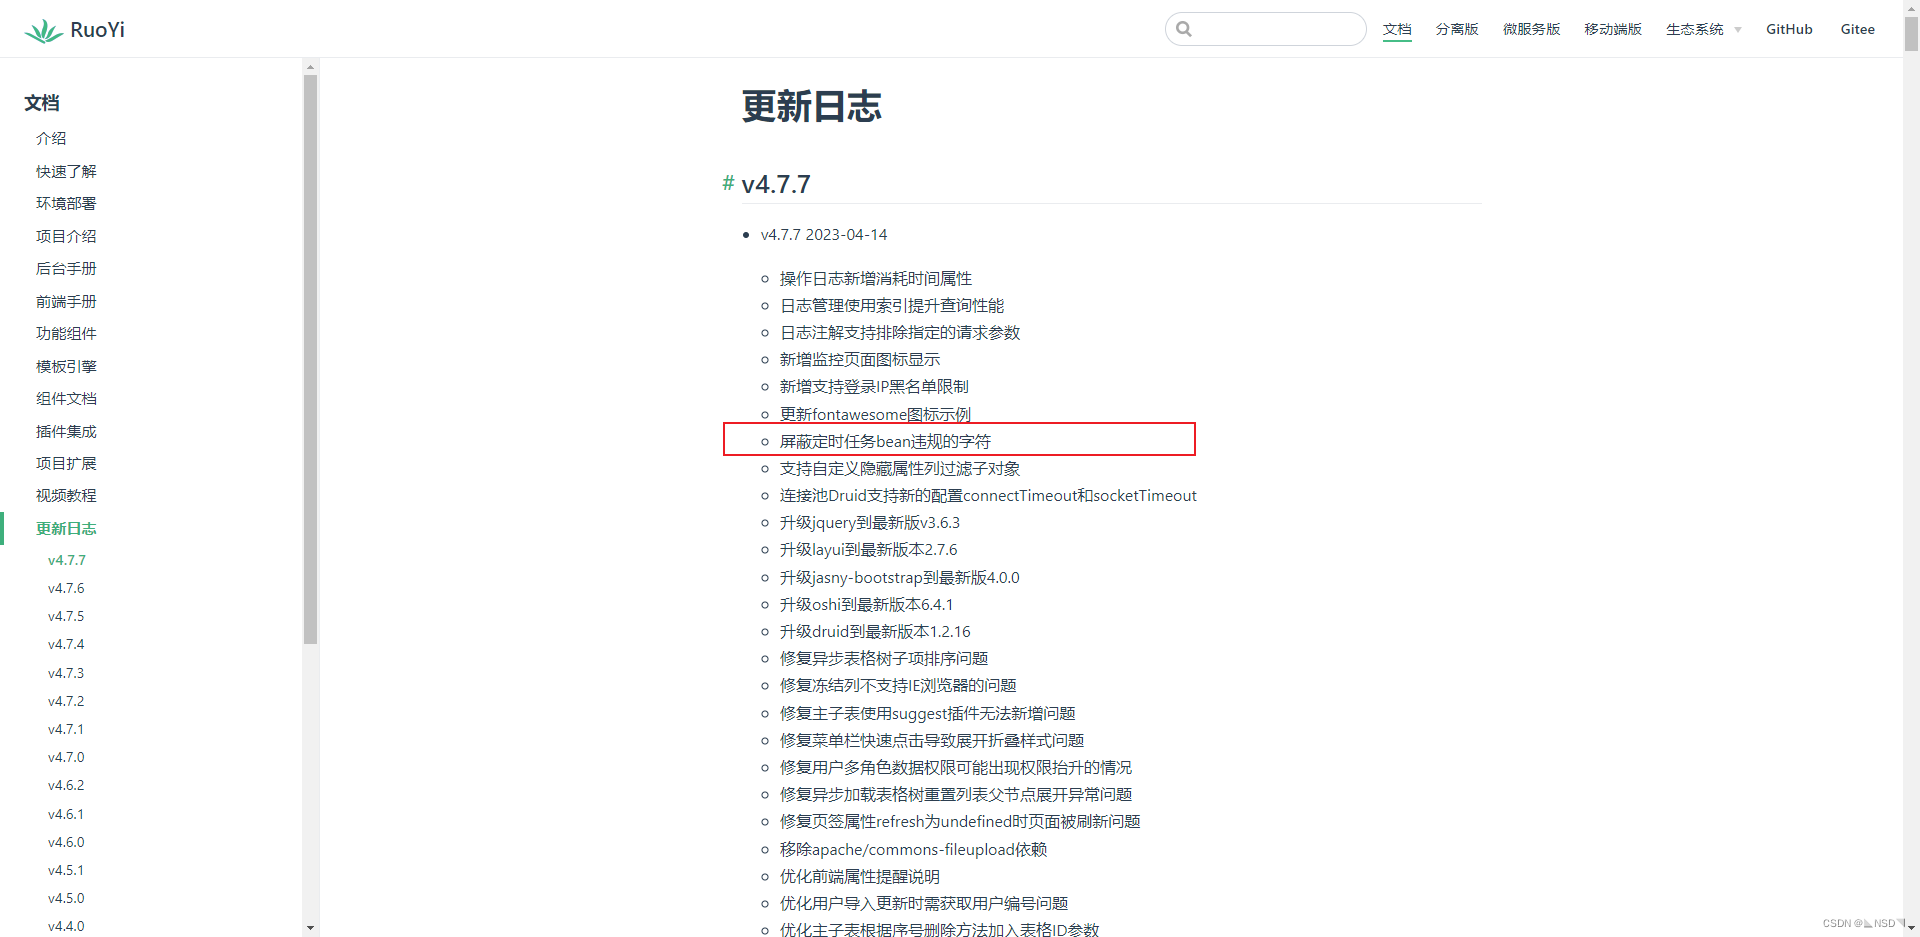 RuoYi
文档
分离版
微服务版
移动端版
生态系统
GitHub
Gitee
文档
介绍
快速了解
环境部署
项目介绍
后台手册
前端手册
功能组件
模板引擎
组件文档
插件集成
项目扩展
视频教程
更新日志
v4.7.7
v4.7.6
v4.7.5
v4.7.4
v4.7.3
v4.7.2
v4.7.1
v4.7.0
v4.6.2
v4.6.1
v4.6.0
v4.5.1
v4.5.0
v4.4.0
更新日志
# v4.7.7
v4.7.7 2023-04-14
操作日志新增消耗时间属性
日志管理使用索引提升查询性能
日志注解支持排除指定的请求参数
新增监控页面图标显示
新增支持登录IP黑名单限制
更新fontawesome图标示例
屏蔽定时任务bean违规的字符
支持自定义隐藏属性列过滤子对象
连接池Druid支持新的配置connectTimeout和socketTimeout
升级jquery到最新版v3.6.3
升级layui到最新版本2.7.6
升级jasny-bootstrap到最新版4.0.0
升级oshi到最新版本6.4.1
升级druid到最新版本1.2.16
修复异步表格树子项排序问题
修复冻结列不支持IE浏览器的问题
修复主子表使用suggest插件无法新增问题
修复菜单栏快速点击导致展开折叠样式问题
修复用户多角色数据权限可能出现权限抬升的情况
修复异步加载表格树重置列表父节点展开异常问题
修复页签属性refresh为undefined时页面被刷新问题
移除apache/commons-fileupload依赖
优化前端属性提醒说明
优化用户导入更新时需获取用户编号问题
优化主子表根据序号删除方法加入表格ID参数
CSDN @◣NSD◥